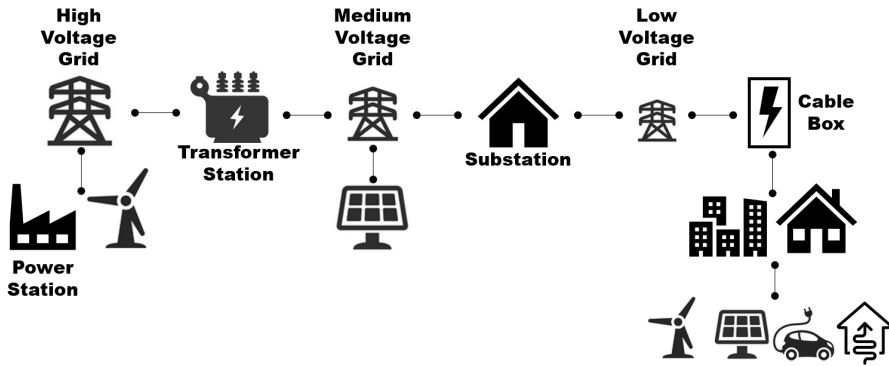 High
Voltage
Grid
Medium
Voltage
Grid
Low
Voltage
Grid
Cable
Box
Transformer
Station
Substation
Power
Station